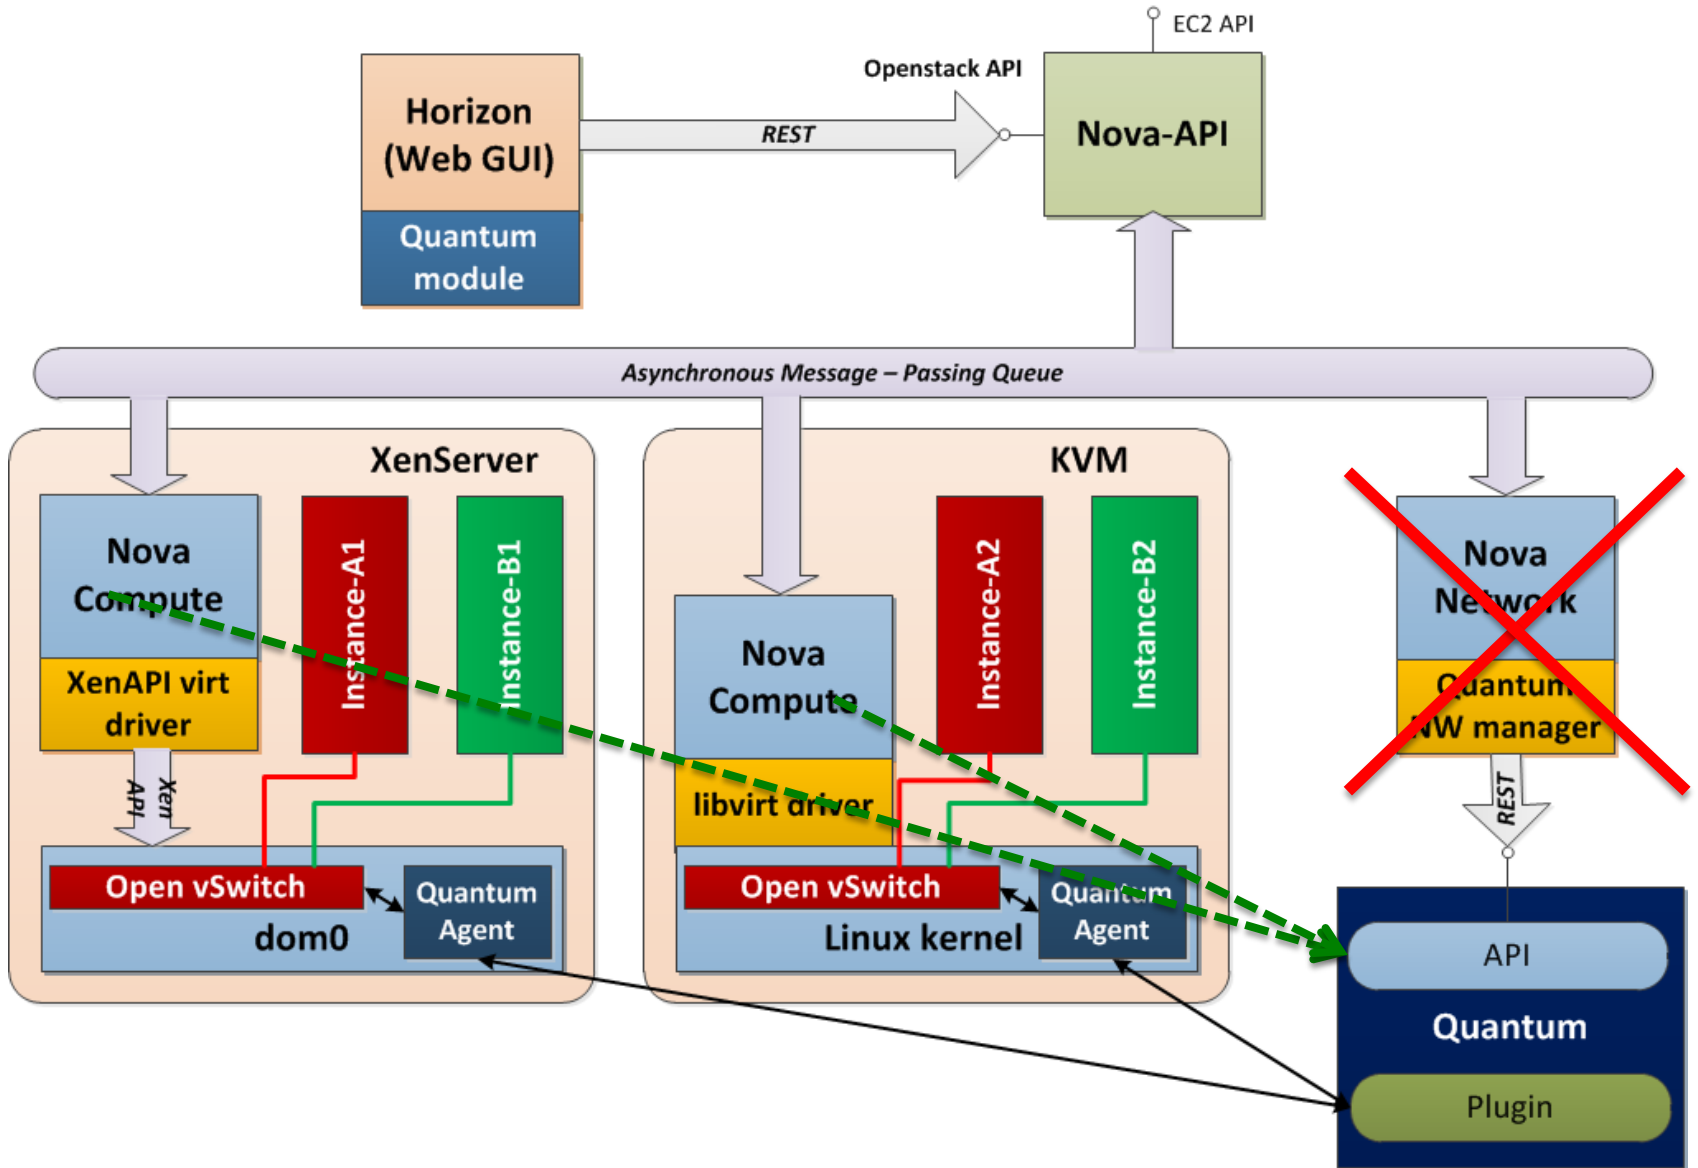 EC2 API
Openstack API
Horizon
(Web GUI)
REST
Nova-API
Quantum
module
Asynchronous Message – Passing Queue
XenServer
Nova
Compute
XenAPI virt
driver
Instance-A1
Instance-B1
Xen
API
Open vSwitch
dom0
Quantum
Agent
KVM
Nova
Compute
libvirt driver
Instance-A2
Instance-B2
Open vSwitch
Linux kernel
Quantum
Agent
Nova
Network
Quantum
NW manager
REST
API
Quantum
Plugin